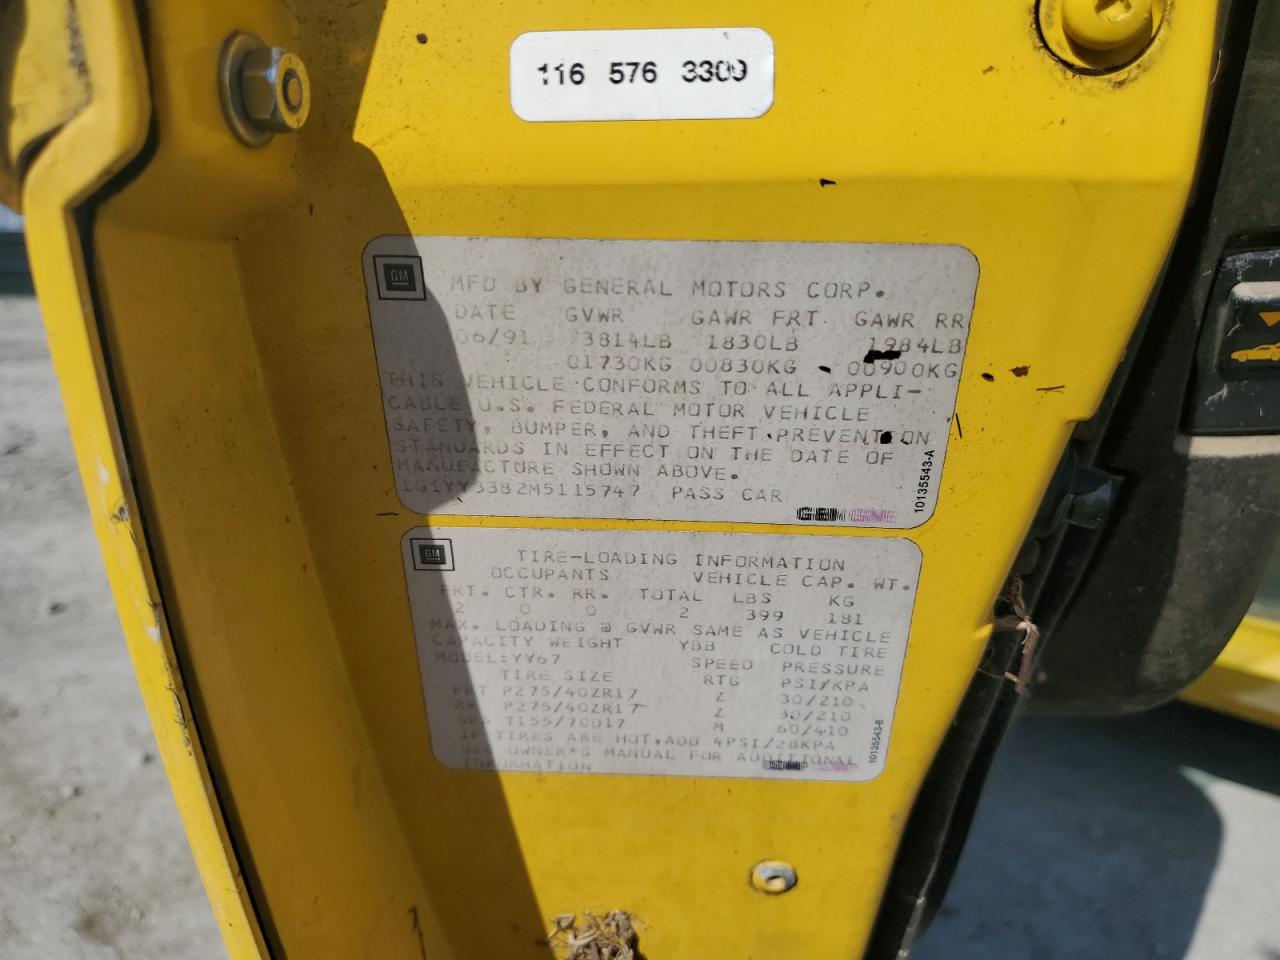 116 576 3309
GM
MFD BY GENERAL MOTORS CORP.
DATE GVWR GAWR FRT GAWR RR
06/91 3814LB 1830LB 1984LB
01730KG 00830KG 00900KG
THIS VEHICLE CONFORMS TO ALL APPLI-
CABLE U.S. FEDERAL MOTOR VEHICLE
SAFETY, BUMPER, AND THEFT PREVENTION
STANDARDS IN EFFECT ON THE DATE OF
MANUFACTURE SHOWN ABOVE.
1G1YY3382M5115747 PASS CAR
10135543-A
GM
TIRE-LOADING INFORMATION
OCCUPANTS VEHICLE CAP. WT.
FRT. CTR. RR. TOTAL LBS KG
2 0 0 2 399 181
MAX. LOADING @ GVWR SAME AS VEHICLE
CAPACITY WEIGHT YBB COLD TIRE
MODEL:YY67 SPEED PRESSURE
TIRE SIZE RTG PSI/KPA
FRT P275/40ZR17 Z 30/210
RR P275/40ZR17 Z 30/210
SPA T155/70D17 M 60/410
IF TIRES ARE HOT, ADD 4PSI/28KPA
SEE OWNER'S MANUAL FOR ADDITIONAL
INFORMATION
10135543-B